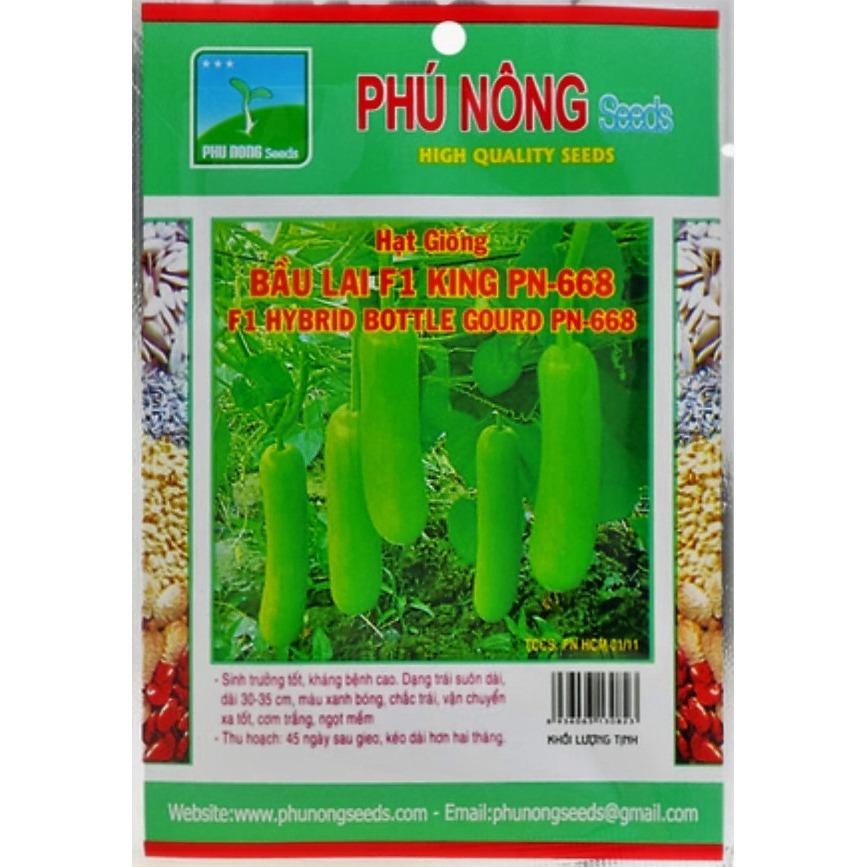 PHÚ NÔNG Seeds
HIGH QUALITY SEEDS
PHU NONG Seeds
Hạt Giống
BẦU LAI F1 KING PN-668
F1 HYBRID BOTTLE GOURD PN-668
TCCS: PN HCM 01/11
- Sinh trưởng tốt, kháng bệnh cao. Dạng trái suôn dài,
dài 30-35 cm, màu xanh bóng, chắc trái, vận chuyển
xa tốt, cơm trắng, ngọt mềm
- Thu hoạch: 45 ngày sau gieo, kéo dài hơn hai tháng.
KHỐI LƯỢNG TỊNH
Website:www.phunongseeds.com - Email:phunongseeds@gmail.com